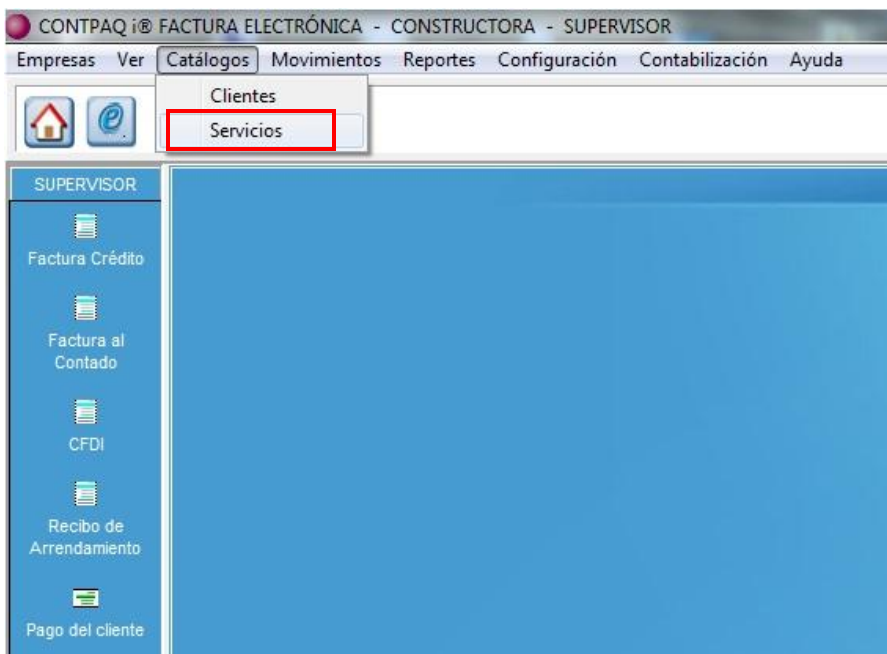 CONTPAQ i® FACTURA ELECTRÓNICA - CONSTRUCTORA - SUPERVISOR
Empresas Ver Catálogos Movimientos Reportes Configuración Contabilización Ayuda
Clientes
Servicios
SUPERVISOR
Factura Crédito
Factura al
Contado
CFDI
Recibo de
Arrendamiento
Pago del cliente